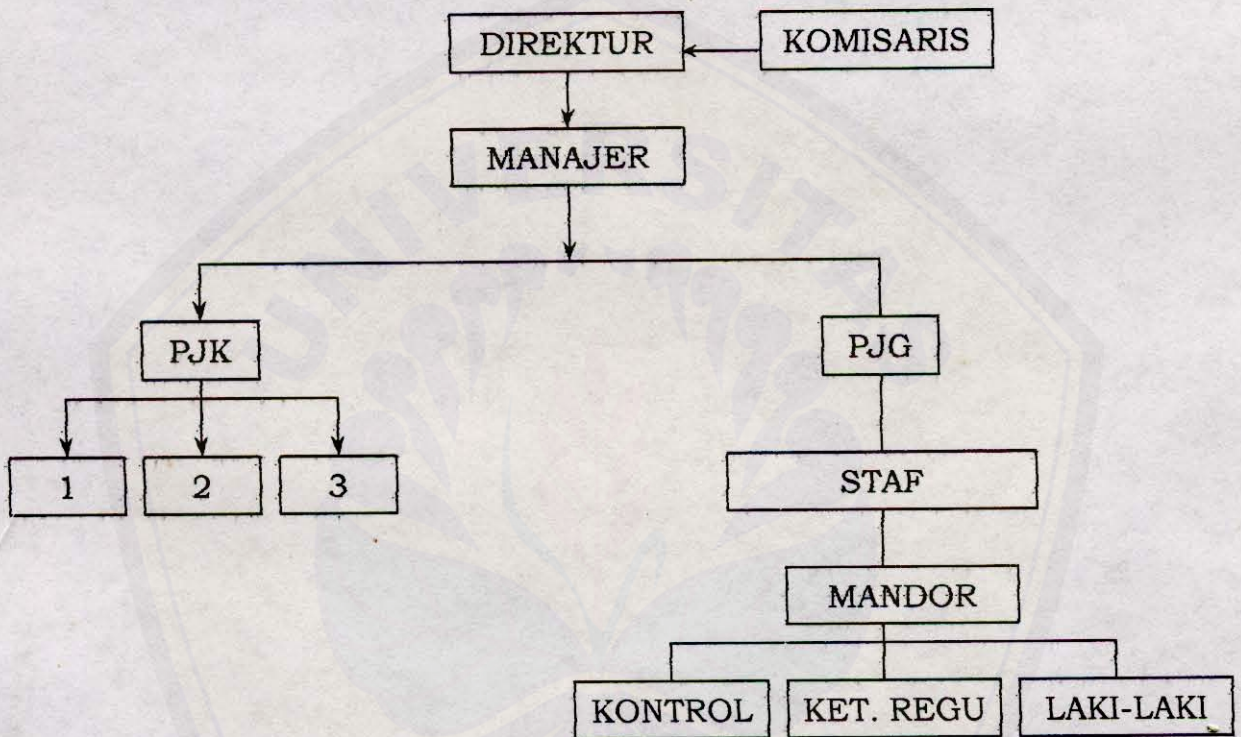 DIREKTUR
KOMISARIS
MANAJER
PJK
PJG
1
2
3
STAF
MANDOR
KONTROL
KET. REGU
LAKI-LAKI